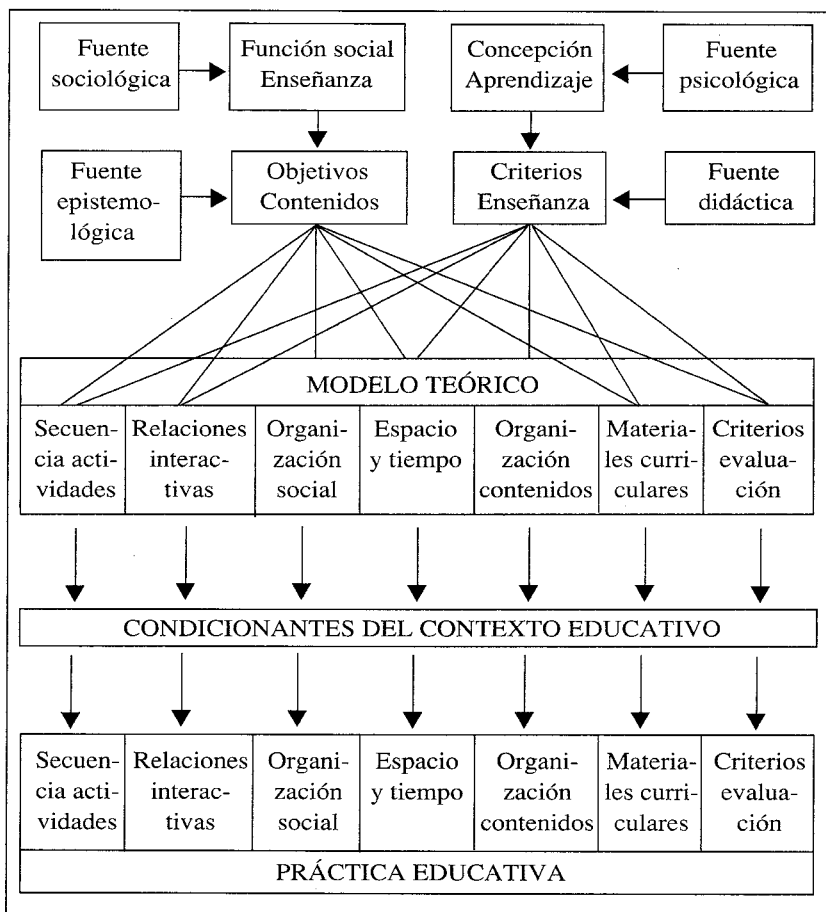 Fuente
sociológica
Función social
Enseñanza
Concepción
Aprendizaje
Fuente
psicológica
Fuente
epistemo-
lógica
Objetivos
Contenidos
Criterios
Enseñanza
Fuente
didáctica
MODELO TEÓRICO
Secuen-
cia acti-
vidades
Relaciones
interac-
tivas
Organi-
zación
social
Espacio
y tiempo
Organi-
zación
contenidos
Materia-
les curri-
culares
Criterios
evalua-
ción
CONDICIONANTES DEL CONTEXTO EDUCATIVO
Secuen-
cia acti-
vidades
Relaciones
interac-
tivas
Organi-
zación
social
Espacio
y tiempo
Organi-
zación
contenidos
Materia-
les curri-
culares
Criterios
evalua-
ción
PRÁCTICA EDUCATIVA